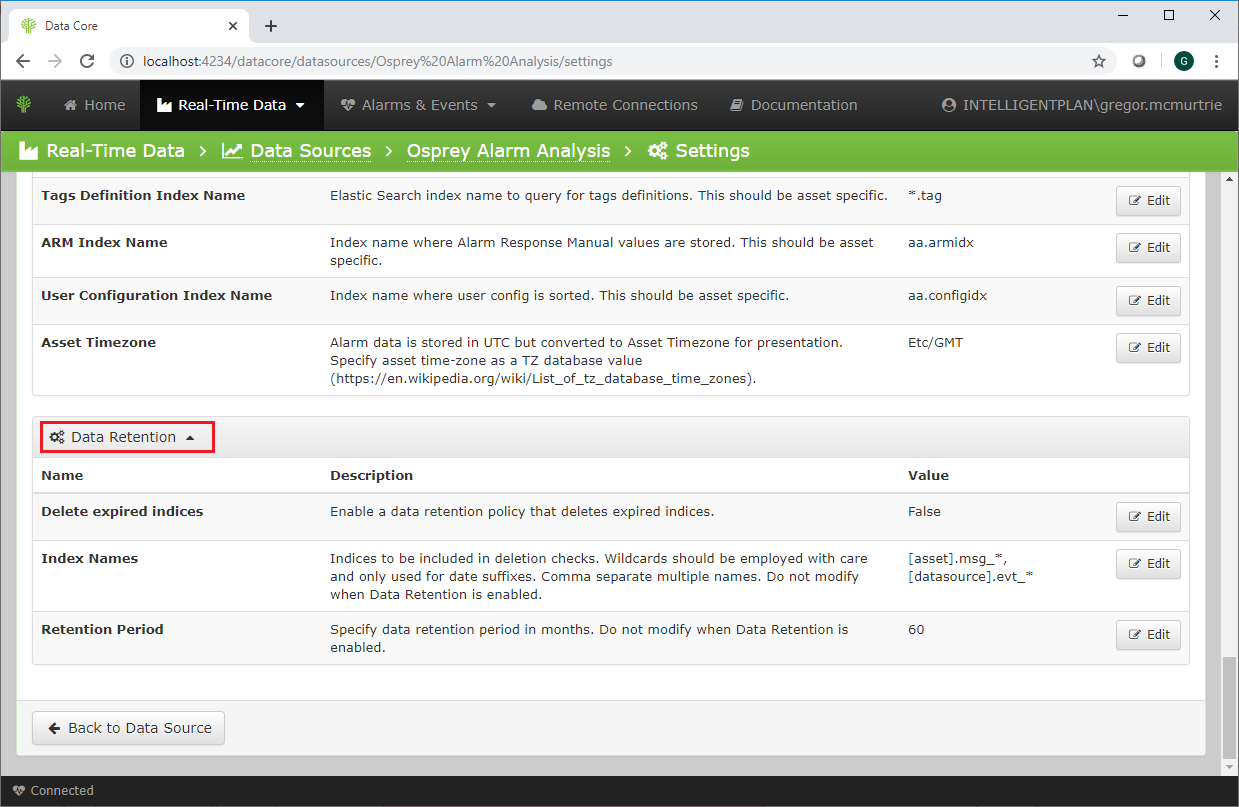 Data Core
localhost:4234/datacore/datasources/Osprey%20Alarm%20Analysis/settings
G
Home
Real-Time Data
Alarms & Events
Remote Connections
Documentation
INTELLIGENTPLAN\gregor.mcmurtrie
Real-Time Data > Data Sources > Osprey Alarm Analysis > Settings
Tags Definition Index Name
Elastic Search index name to query for tags definitions. This should be asset specific.
*.tag
Edit
ARM Index Name
Index name where Alarm Response Manual values are stored. This should be asset
specific.
aa.armidx
Edit
User Configuration Index Name
Index name where user config is sorted. This should be asset specific.
aa.configidx
Edit
Asset Timezone
Alarm data is stored in UTC but converted to Asset Timezone for presentation.
Specify asset time-zone as a TZ database value
(https://en.wikipedia.org/wiki/List_of_tz_database_time_zones).
Etc/GMT
Edit
Data Retention
Name
Description
Value
Delete expired indices
Enable a data retention policy that deletes expired indices.
False
Edit
Index Names
Indices to be included in deletion checks. Wildcards should be employed with care
and only used for date suffixes. Comma separate multiple names. Do not modify
when Data Retention is enabled.
[asset].msg_*,
[datasource].evt_*
Edit
Retention Period
Specify data retention period in months. Do not modify when Data Retention is
enabled.
60
Edit
Back to Data Source
Connected